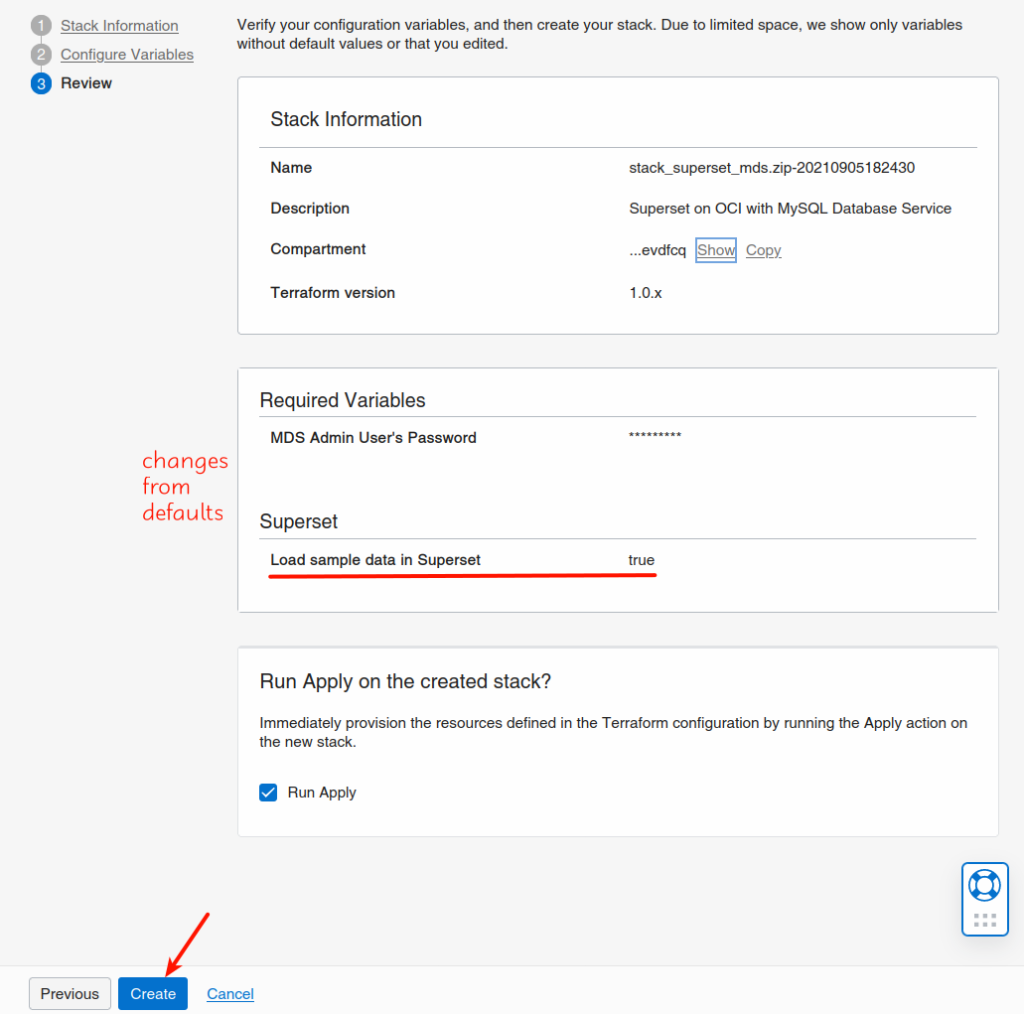 1 Stack Information
2 Configure Variables
3 Review
Verify your configuration variables, and then create your stack. Due to limited space, we show only variables
without default values or that you edited.
Stack Information
Name stack_superset_mds.zip-20210905182430
Description Superset on OCI with MySQL Database Service
Compartment ...evdfcq Show Copy
Terraform version 1.0.x
Required Variables
MDS Admin User's Password *********
changes
from
defaults
Superset
Load sample data in Superset true
Run Apply on the created stack?
Immediately provision the resources defined in the Terraform configuration by running the Apply action on
the new stack.
Run Apply
Previous Create Cancel